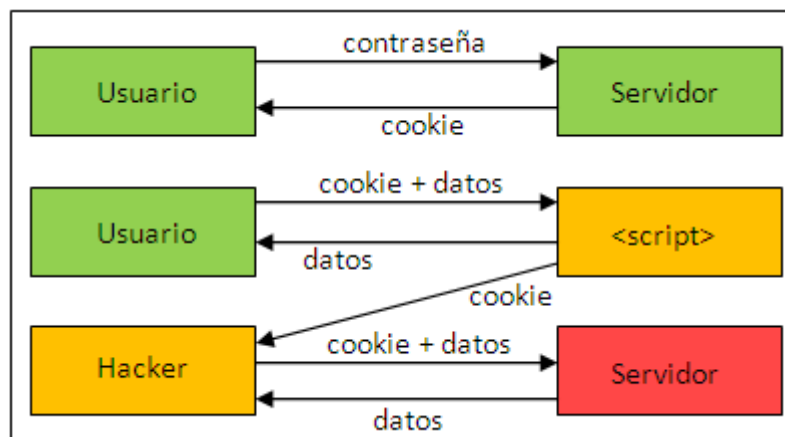 contraseña
Usuario
Servidor
cookie
cookie + datos
Usuario
<script>
datos
cookie
Hacker
cookie + datos
Servidor
datos